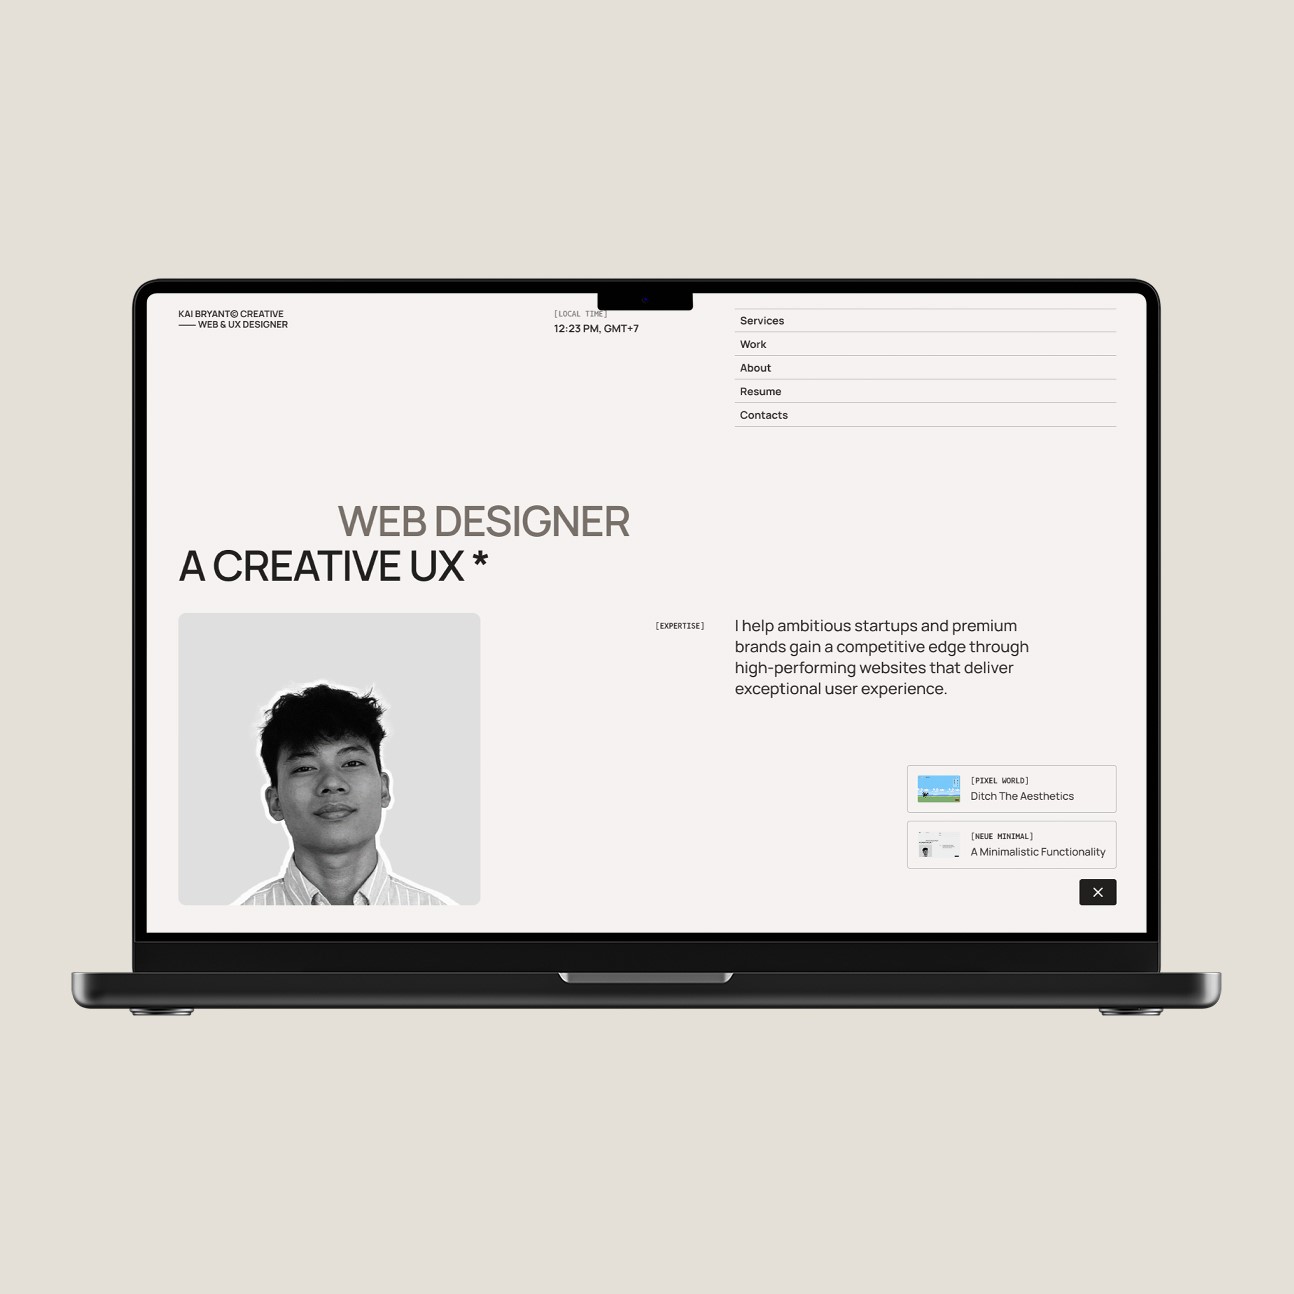 KAI BRYANT© CREATIVE
—— WEB & UX DESIGNER
[LOCAL TIME]
12:23 PM, GMT+7
Services
Work
About
Resume
Contacts
WEB DESIGNER
A CREATIVE UX *
[EXPERTISE]
I help ambitious startups and premium
brands gain a competitive edge through
high-performing websites that deliver
exceptional user experience.
[PIXEL WORLD]
Ditch The Aesthetics
[NEUE MINIMAL]
A Minimalistic Functionality